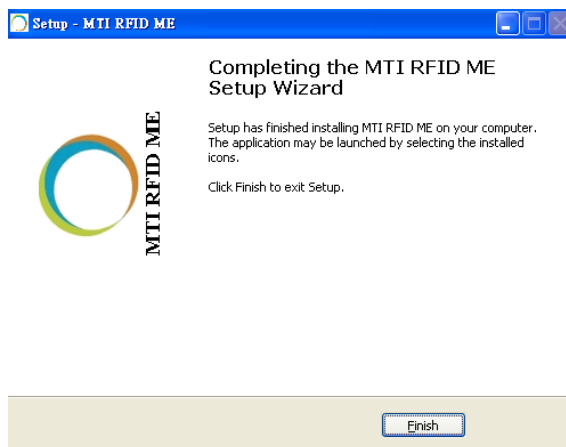 Setup - MTI RFID ME
Completing the MTI RFID ME
Setup Wizard
MTI RFID ME
Setup has finished installing MTI RFID ME on your computer.
The application may be launched by selecting the installed
icons.
Click Finish to exit Setup.
Finish